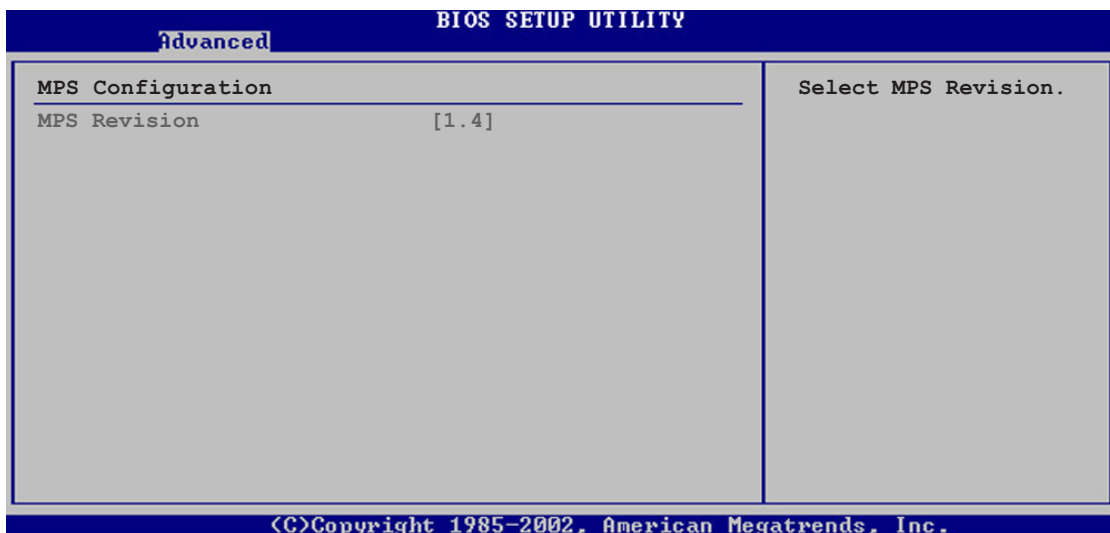 BIOS SETUP UTILITY
Advanced
MPS Configuration
MPS Revision [1.4]
Select MPS Revision.
(C)Copyright 1985-2002, American Megatrends, Inc.